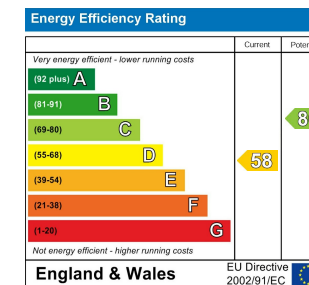 Energy Efficiency Rating
Current
Very energy efficient - lower running costs
(92 plus) A
(81-91) B
(69-80) C
(55-68) D
58
(39-54) E
(21-38) F
(1-20) G
Not energy efficient - higher running costs
England & Wales
EU Directive
2002/91/EC